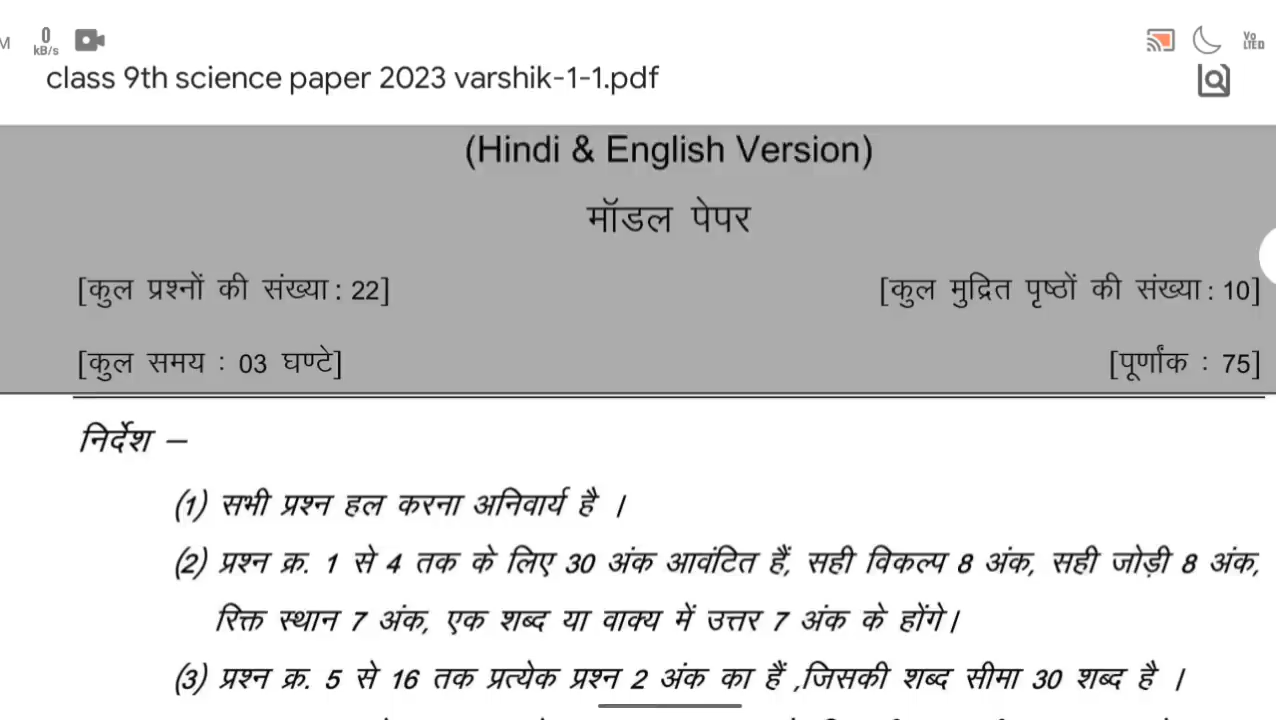 M 0 kB/s Vo LTED
class 9th science paper 2023 varshik-1-1.pdf
(Hindi & English Version)
मॉडल पेपर
[कुल प्रश्नों की संख्या : 22] [कुल मुद्रित पृष्ठों की संख्या : 10]
[कुल समय : 03 घण्टे] [पूर्णांक : 75]
निर्देश –
(1) सभी प्रश्न हल करना अनिवार्य है ।
(2) प्रश्न क्र. 1 से 4 तक के लिए 30 अंक आवंटित हैं, सही विकल्प 8 अंक, सही जोड़ी 8 अंक,
रिक्त स्थान 7 अंक, एक शब्द या वाक्य में उत्तर 7 अंक के होंगे।
(3) प्रश्न क्र. 5 से 16 तक प्रत्येक प्रश्न 2 अंक का हैं ,जिसकी शब्द सीमा 30 शब्द है ।